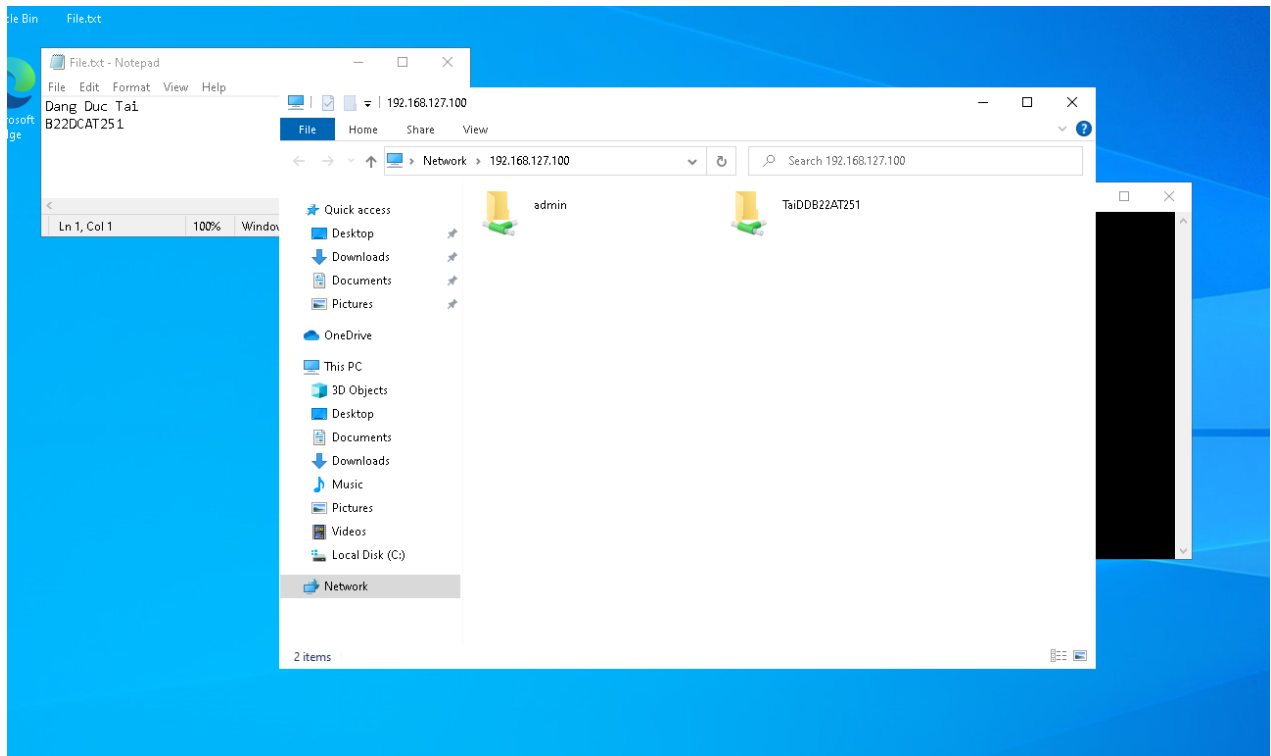 cle Bin
File.txt
rosoft
dge
File.txt - Notepad
File Edit Format View Help
Dang Duc Tai
B22DCAT251
Ln 1, Col 1
100%
192.168.127.100
File Home Share View
Network > 192.168.127.100
Search 192.168.127.100
Quick access
Desktop
Downloads
Documents
Pictures
OneDrive
This PC
3D Objects
Desktop
Documents
Downloads
Music
Pictures
Videos
Local Disk (C:)
Network
admin
TaiDDB22AT251
2 items